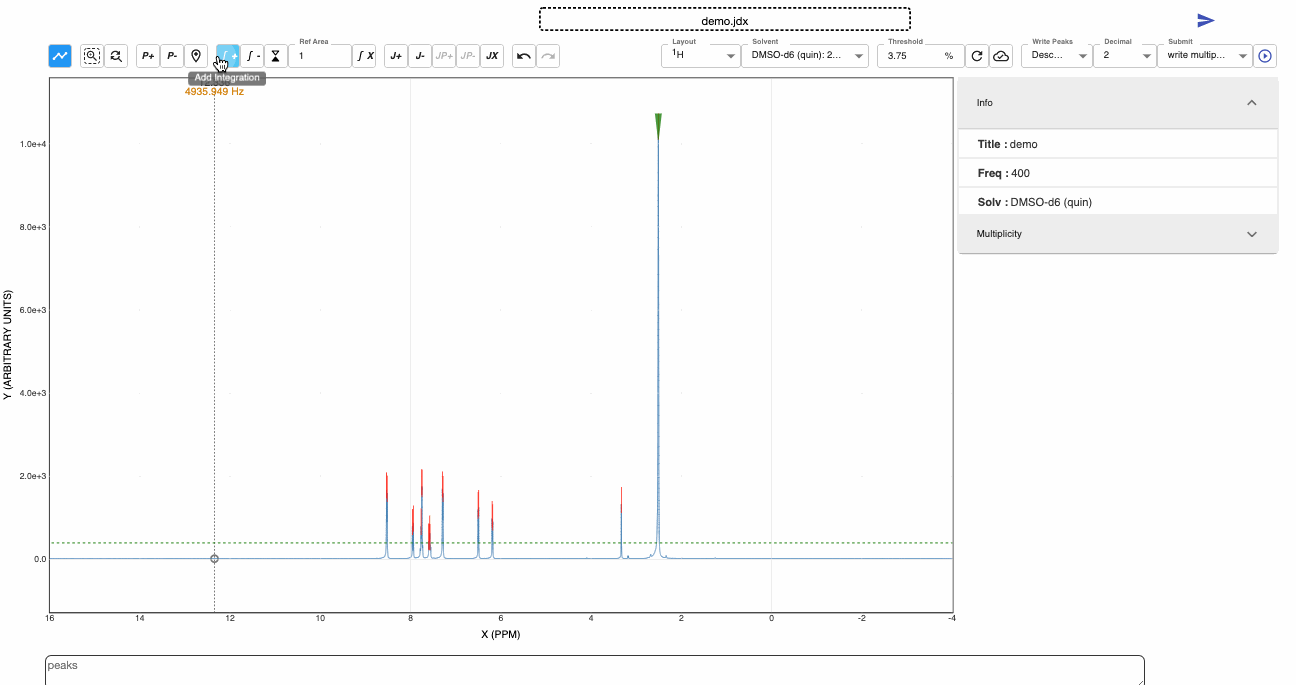 demo.jdx
Ref Area
Layout
Solvent
Threshold
Write Peaks
Decimal
Submit
P+
P-
∫ -
1
∫ X
J+
J-
JP+
JP-
JX
¹H
DMSO-d6 (quin): 2...
3.75
%
Desc...
2
write multip...
Add Integration
4935.949 Hz
Info
Title : demo
Freq : 400
Solv : DMSO-d6 (quin)
Multiplicity
Y (ARBITRARY UNITS)
1.0e+4
8.0e+3
6.0e+3
4.0e+3
2.0e+3
0.0
16
14
12
10
8
6
4
2
0
-2
-4
X (PPM)
peaks